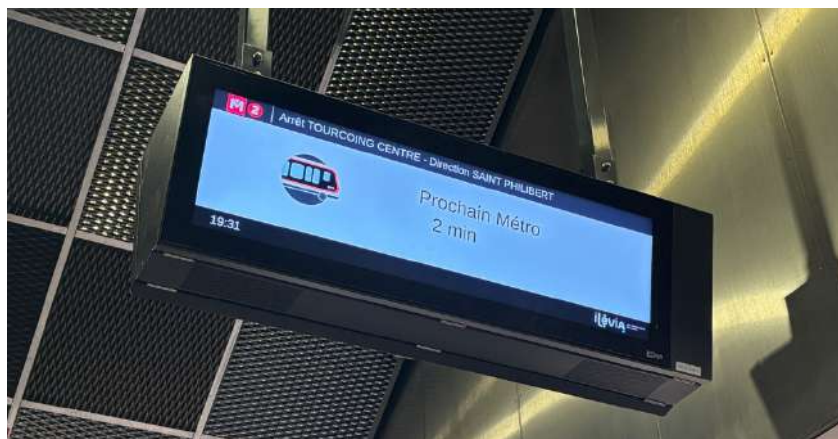 M 2 | Arrêt TOURCOING CENTRE - Direction SAINT PHILIBERT
Prochain Métro
2 min
19:31
ilévia